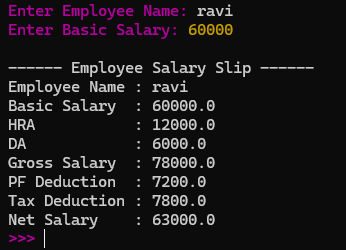 Enter Employee Name: ravi
Enter Basic Salary: 60000
------ Employee Salary Slip ------
Employee Name : ravi
Basic Salary  : 60000.0
HRA           : 12000.0
DA            : 6000.0
Gross Salary  : 78000.0
PF Deduction  : 7200.0
Tax Deduction : 7800.0
Net Salary    : 63000.0
>>>